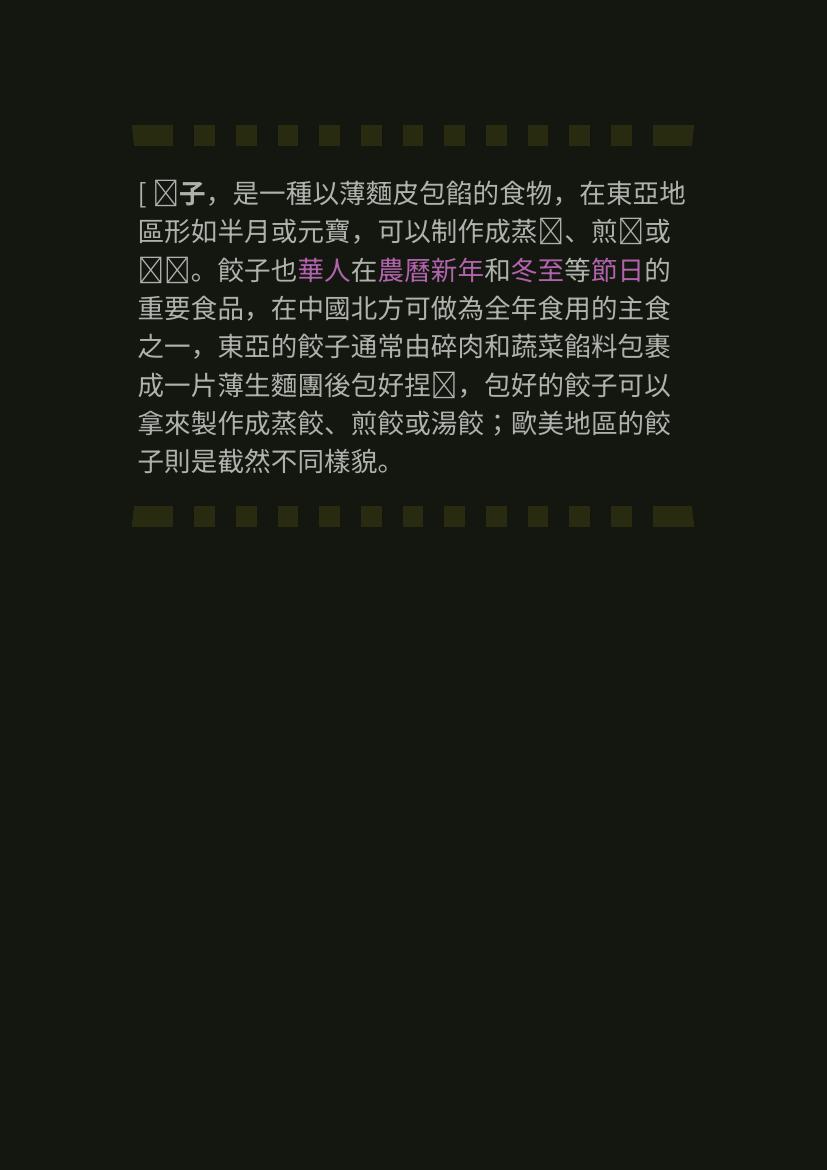 [ 子，是一種以薄麵皮包餡的食物，在東亞地
區形如半月或元寶，可以制作成蒸、煎或
。餃子也華人在農曆新年和冬至等節日的
重要食品，在中國北方可做為全年食用的主食
之一，東亞的餃子通常由碎肉和蔬菜餡料包裹
成一片薄生麵團後包好捏，包好的餃子可以
拿來製作成蒸餃、煎餃或湯餃；歐美地區的餃
子則是截然不同樣貌。